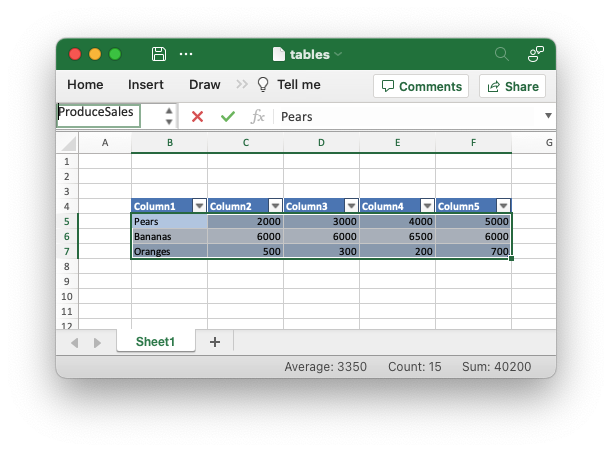 tables
Home Insert Draw Tell me Comments Share
ProduceSales fx Pears
A B C D E F G
1
2
3
4 Column1 Column2 Column3 Column4 Column5
5 Pears 2000 3000 4000 5000
6 Bananas 6000 6000 6500 6000
7 Oranges 500 300 200 700
8
9
10
11
12
Sheet1 +
Average: 3350 Count: 15 Sum: 40200